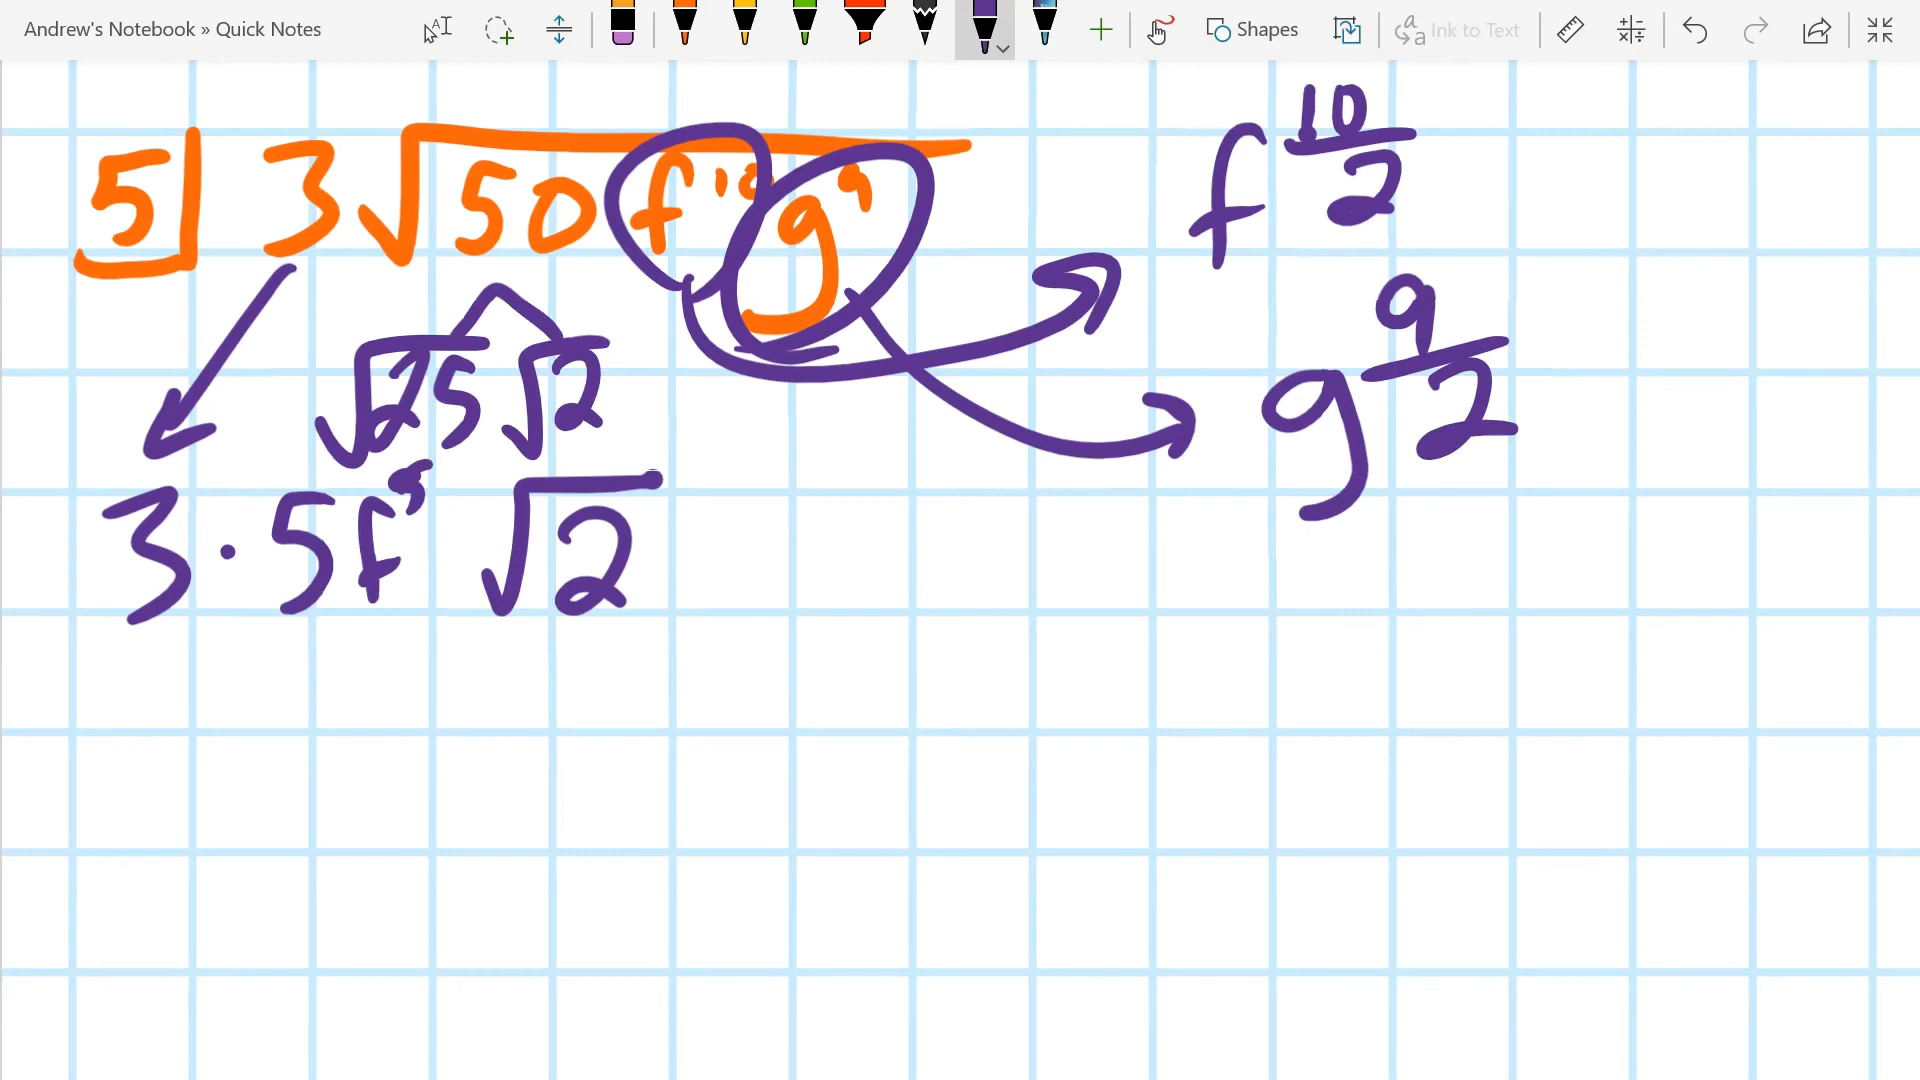 Andrew's Notebook » Quick Notes
Shapes
Ink to Text
5
3√50f¹⁰g⁹
f^10/2
√25 √2
g^9/2
3 · 5f⁵ √2